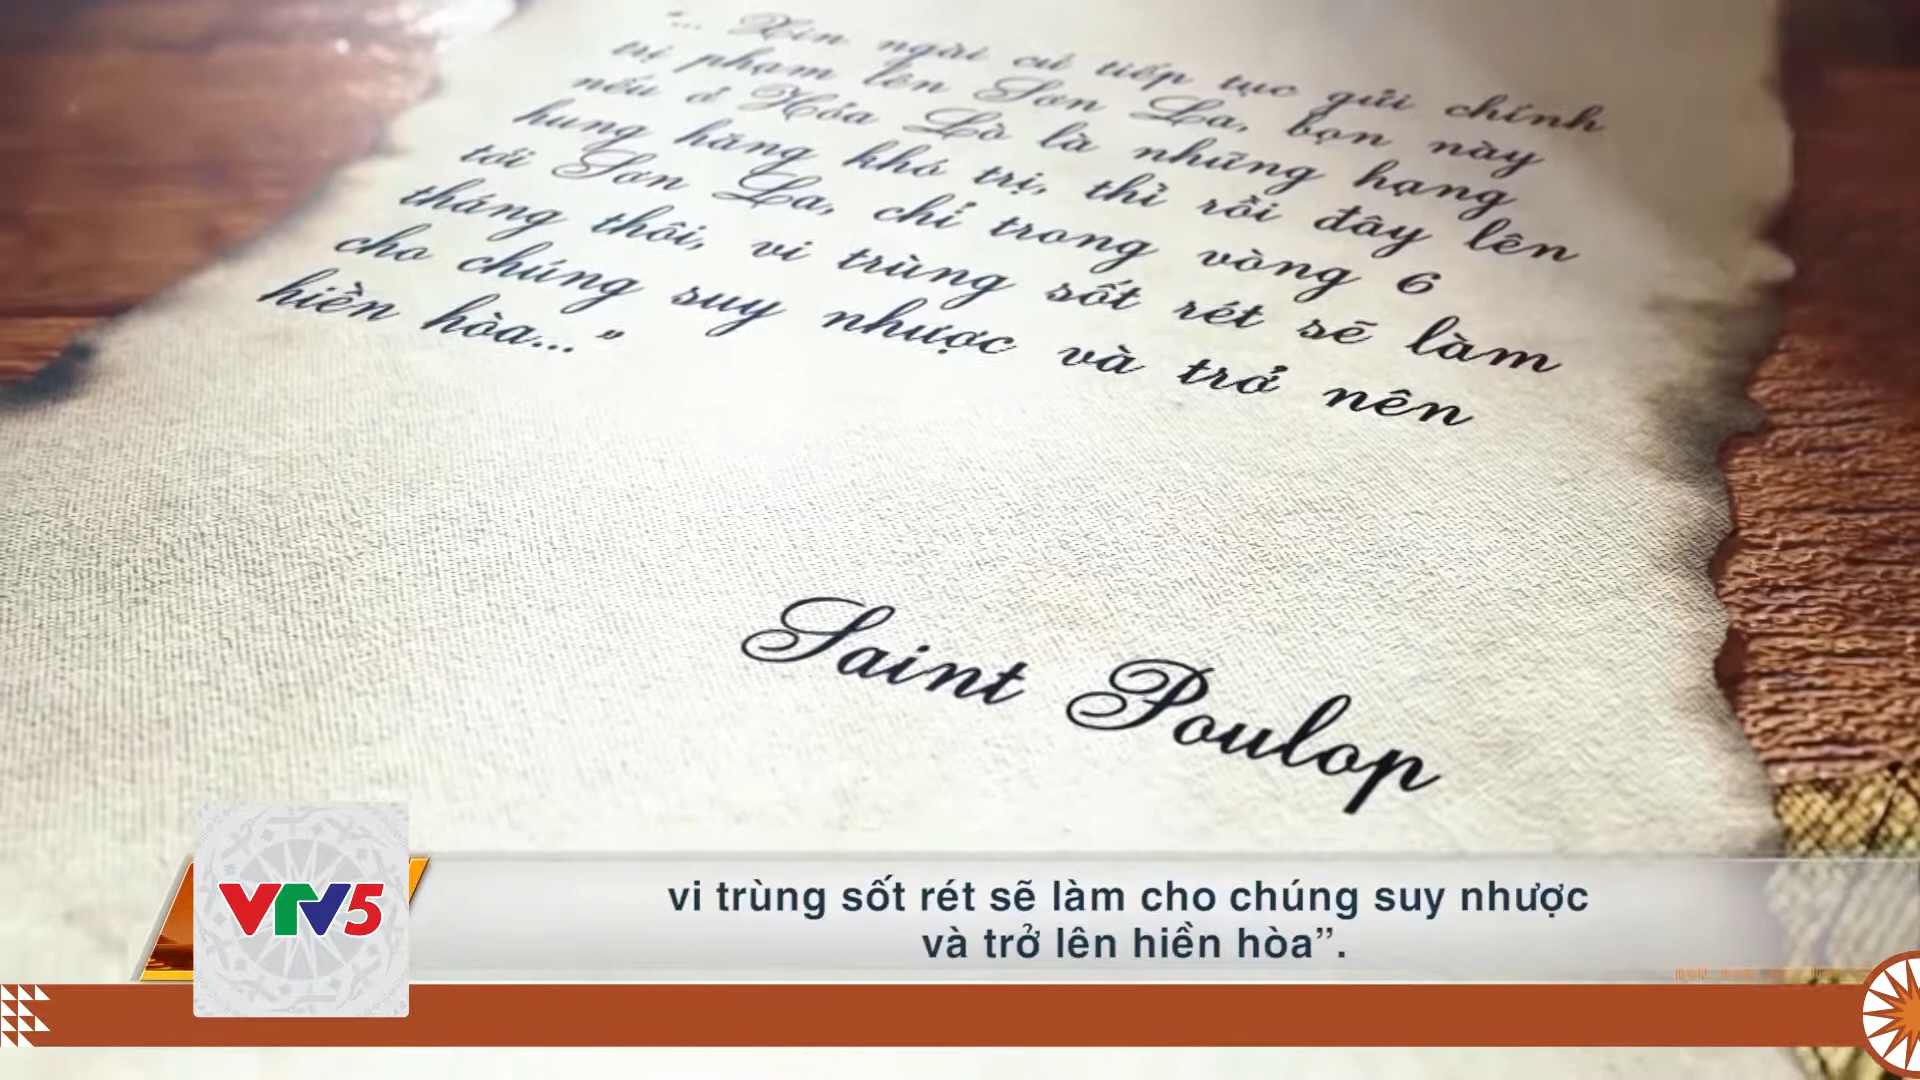 "... Xin ngài cứ tiếp tục gửi chính
trị phạm lên Sơn La, bọn này
nếu ở Hỏa Lò là những hạng
hung hăng khó trị, thì rồi đây lên
tới Sơn La, chỉ trong vòng 6
tháng thôi, vi trùng sốt rét sẽ làm
cho chúng suy nhược và trở nên
hiền hòa..."
Saint Poulop
VTV5
vi trùng sốt rét sẽ làm cho chúng suy nhược
và trở lên hiền hòa”.